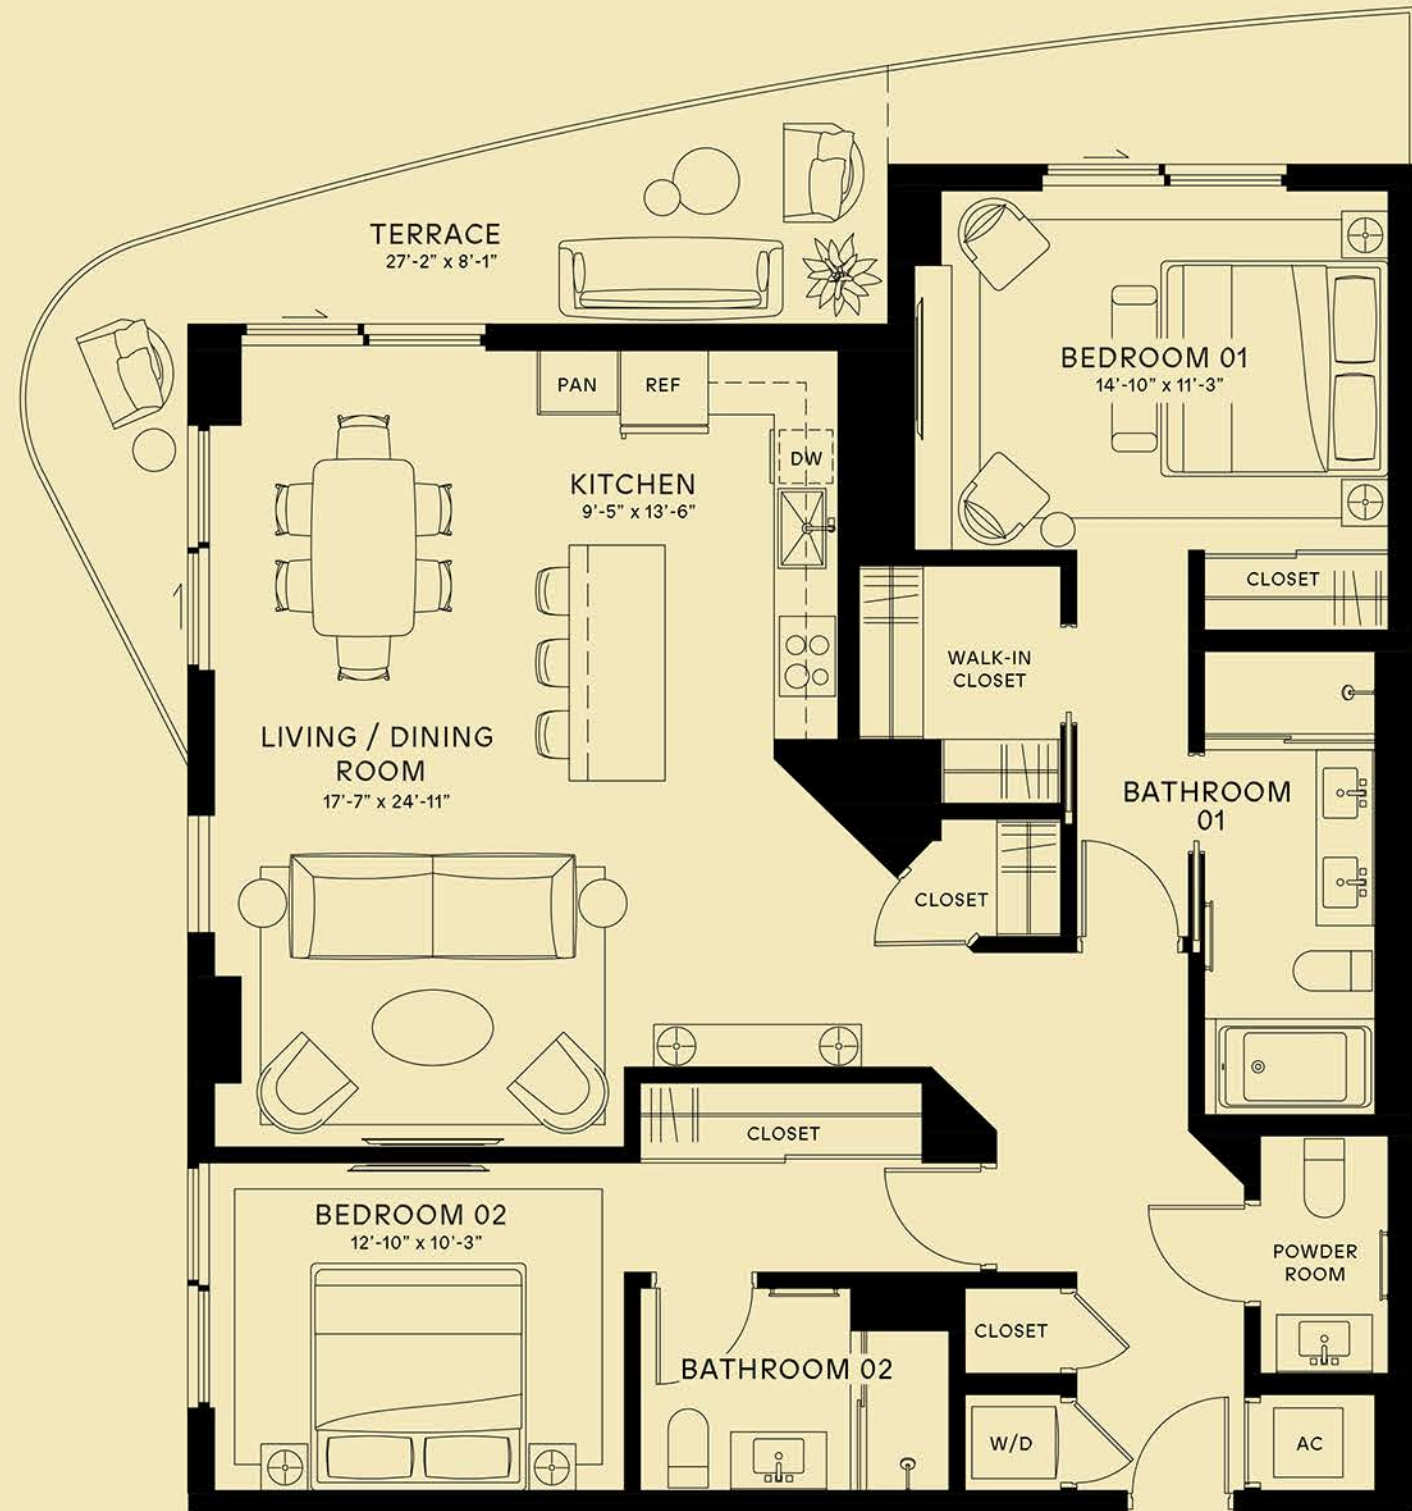 TERRACE
27'-2" x 8'-1"
BEDROOM 01
14'-10" x 11'-3"
PAN
REF
DW
KITCHEN
9'-5" x 13'-6"
CLOSET
WALK-IN
CLOSET
LIVING / DINING
ROOM
17'-7" x 24'-11"
BATHROOM
01
CLOSET
CLOSET
BEDROOM 02
12'-10" x 10'-3"
POWDER
ROOM
CLOSET
BATHROOM 02
W/D
AC